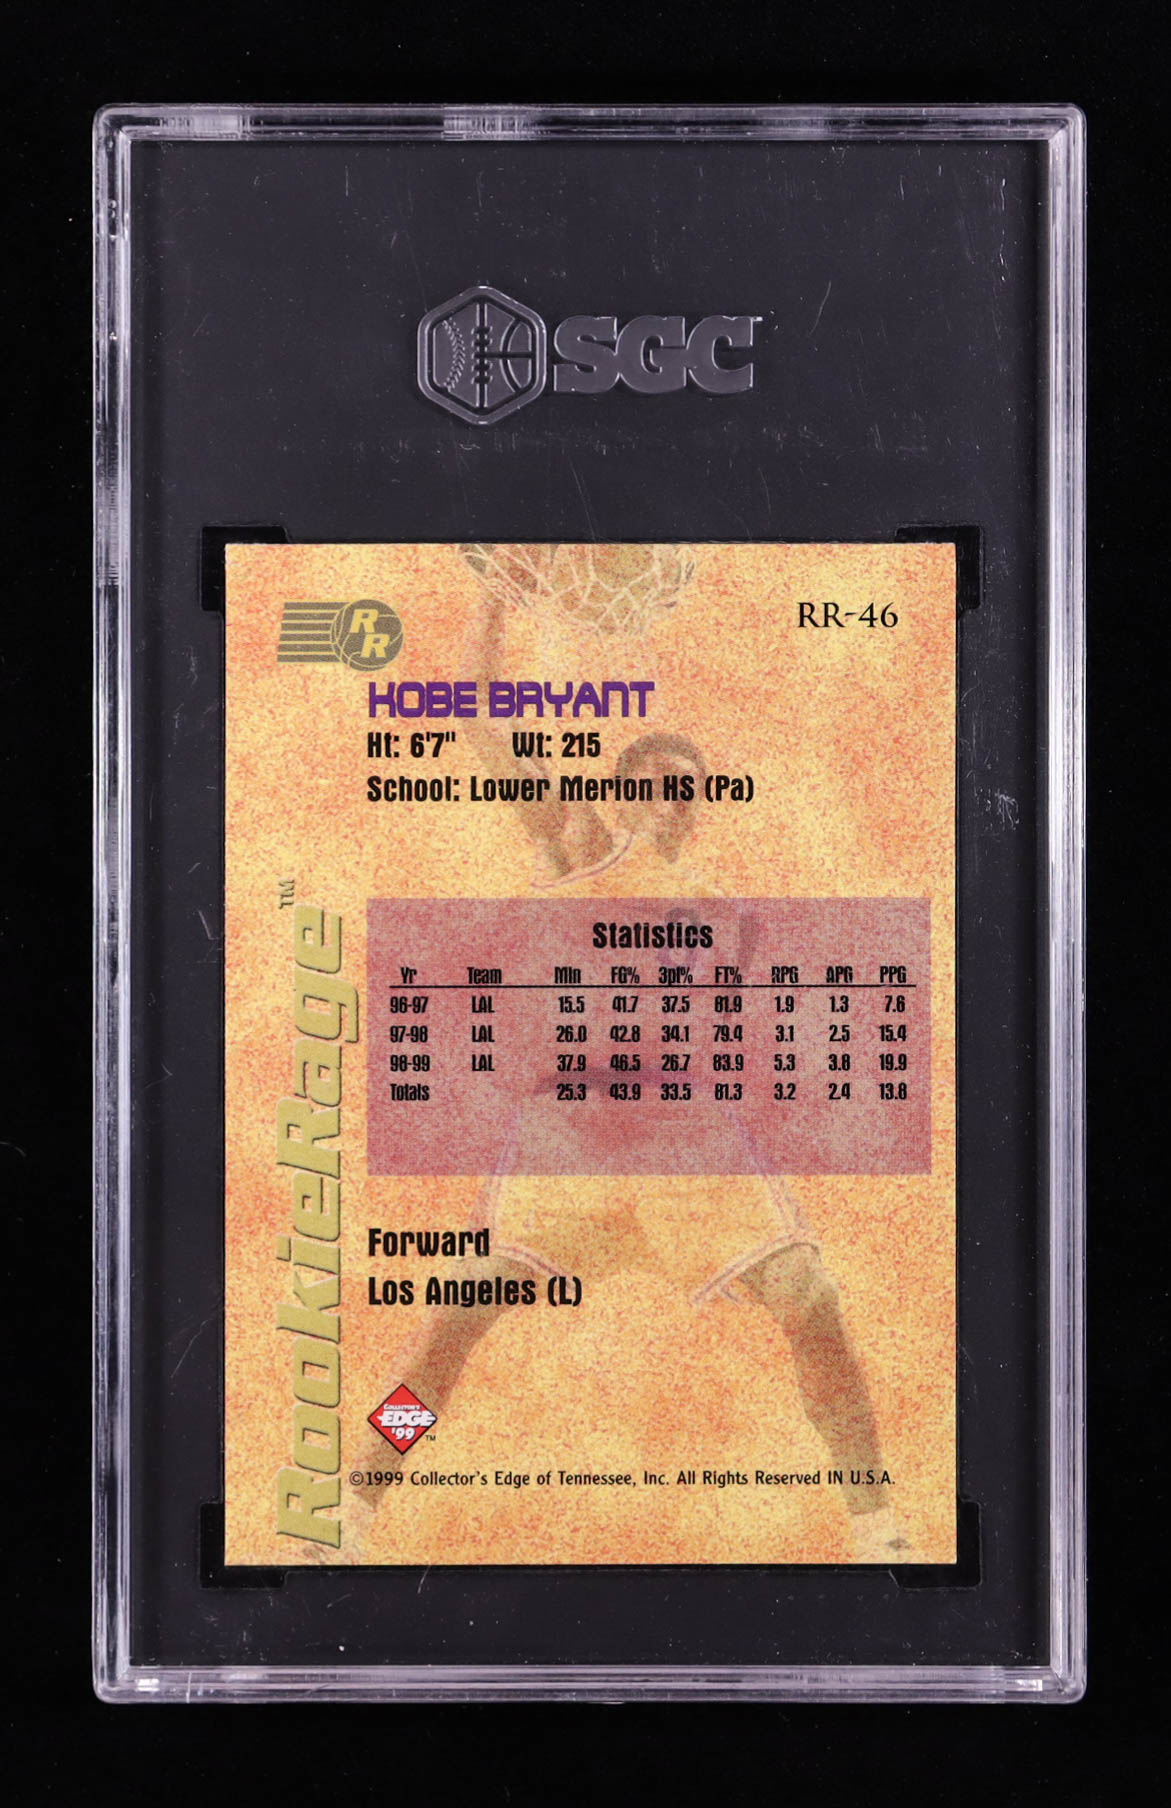 SGC
RR
RR-46
KOBE BRYANT
Ht: 6'7" Wt: 215
School: Lower Merion HS (Pa)
RookieRage™
Statistics
Yr Team Min FG% 3pt% FT% RPG APG PPG
96-97 LAL 15.5 41.7 37.5 81.9 1.9 1.3 7.6
97-98 LAL 26.0 42.8 34.1 79.4 3.1 2.5 15.4
98-99 LAL 37.9 46.5 26.7 83.9 5.3 3.8 19.9
Totals 25.3 43.9 33.5 81.3 3.2 2.4 13.8
Forward
Los Angeles (L)
COLLECTOR'S
EDGE
'99 ™
©1999 Collector's Edge of Tennessee, Inc. All Rights Reserved IN U.S.A.